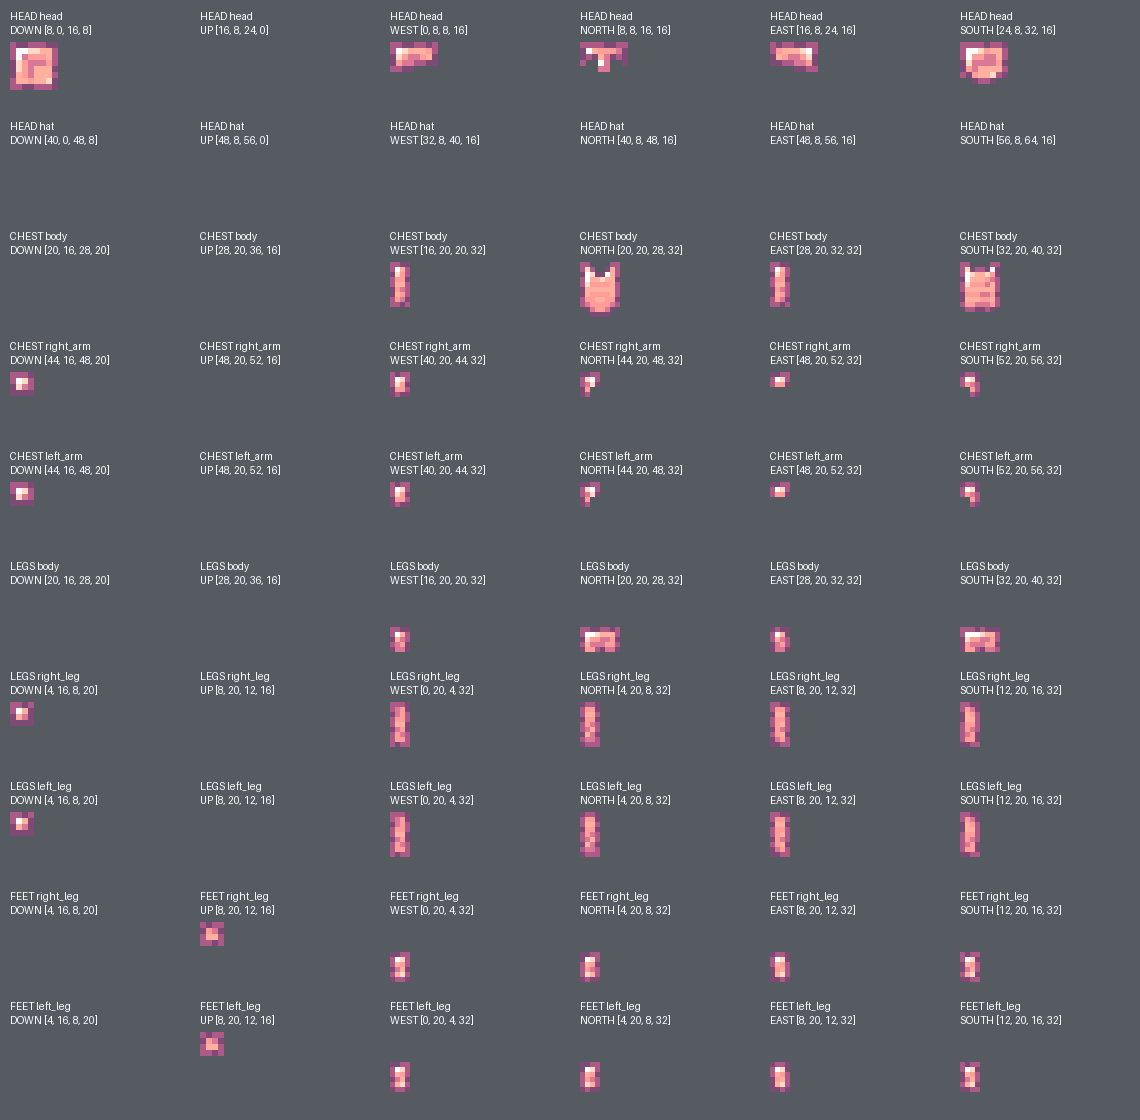 HEAD head HEAD head HEAD head HEAD head HEAD head HEAD head
DOWN [8, 0, 16, 8] UP [16, 8, 24, 0] WEST [0, 8, 8, 16] NORTH [8, 8, 16, 16] EAST [16, 8, 24, 16] SOUTH [24, 8, 32, 16]
HEAD hat HEAD hat HEAD hat HEAD hat HEAD hat HEAD hat
DOWN [40, 0, 48, 8] UP [48, 8, 56, 0] WEST [32, 8, 40, 16] NORTH [40, 8, 48, 16] EAST [48, 8, 56, 16] SOUTH [56, 8, 64, 16]
CHEST body CHEST body CHEST body CHEST body CHEST body CHEST body
DOWN [20, 16, 28, 20] UP [28, 20, 36, 16] WEST [16, 20, 20, 32] NORTH [20, 20, 28, 32] EAST [28, 20, 32, 32] SOUTH [32, 20, 40, 32]
CHEST right_arm CHEST right_arm CHEST right_arm CHEST right_arm CHEST right_arm CHEST right_arm
DOWN [44, 16, 48, 20] UP [48, 20, 52, 16] WEST [40, 20, 44, 32] NORTH [44, 20, 48, 32] EAST [48, 20, 52, 32] SOUTH [52, 20, 56, 32]
CHEST left_arm CHEST left_arm CHEST left_arm CHEST left_arm CHEST left_arm CHEST left_arm
DOWN [44, 16, 48, 20] UP [48, 20, 52, 16] WEST [40, 20, 44, 32] NORTH [44, 20, 48, 32] EAST [48, 20, 52, 32] SOUTH [52, 20, 56, 32]
LEGS body LEGS body LEGS body LEGS body LEGS body LEGS body
DOWN [20, 16, 28, 20] UP [28, 20, 36, 16] WEST [16, 20, 20, 32] NORTH [20, 20, 28, 32] EAST [28, 20, 32, 32] SOUTH [32, 20, 40, 32]
LEGS right_leg LEGS right_leg LEGS right_leg LEGS right_leg LEGS right_leg LEGS right_leg
DOWN [4, 16, 8, 20] UP [8, 20, 12, 16] WEST [0, 20, 4, 32] NORTH [4, 20, 8, 32] EAST [8, 20, 12, 32] SOUTH [12, 20, 16, 32]
LEGS left_leg LEGS left_leg LEGS left_leg LEGS left_leg LEGS left_leg LEGS left_leg
DOWN [4, 16, 8, 20] UP [8, 20, 12, 16] WEST [0, 20, 4, 32] NORTH [4, 20, 8, 32] EAST [8, 20, 12, 32] SOUTH [12, 20, 16, 32]
FEET right_leg FEET right_leg FEET right_leg FEET right_leg FEET right_leg FEET right_leg
DOWN [4, 16, 8, 20] UP [8, 20, 12, 16] WEST [0, 20, 4, 32] NORTH [4, 20, 8, 32] EAST [8, 20, 12, 32] SOUTH [12, 20, 16, 32]
FEET left_leg FEET left_leg FEET left_leg FEET left_leg FEET left_leg FEET left_leg
DOWN [4, 16, 8, 20] UP [8, 20, 12, 16] WEST [0, 20, 4, 32] NORTH [4, 20, 8, 32] EAST [8, 20, 12, 32] SOUTH [12, 20, 16, 32]